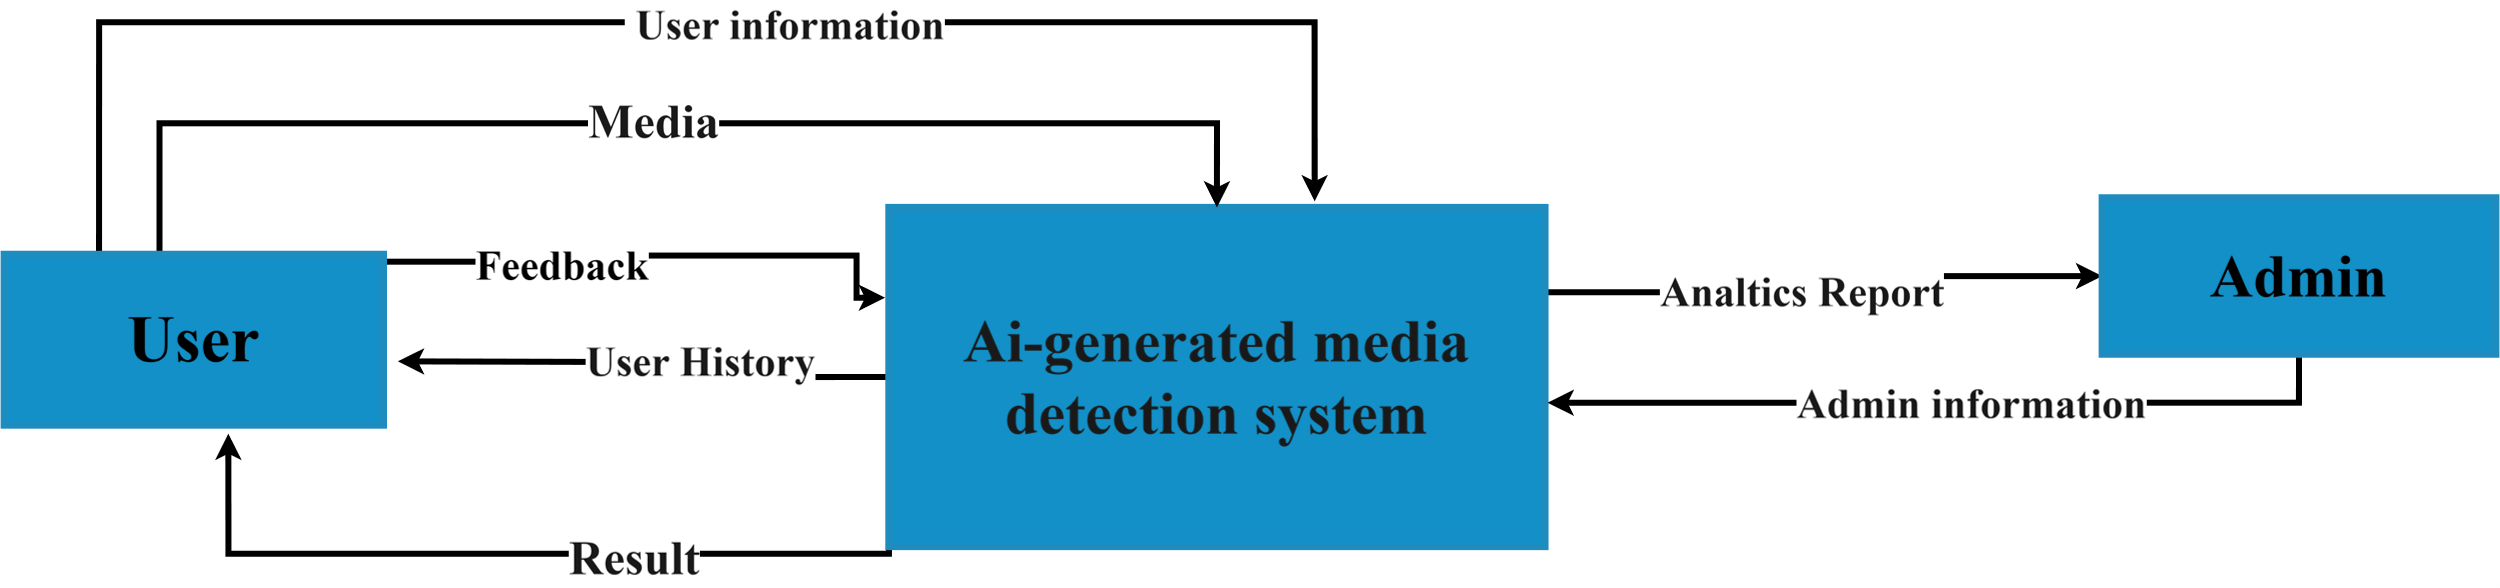 User information
Media
Feedback
User
User History
Result
Ai-generated media
detection system
Analtics Report
Admin
Admin information